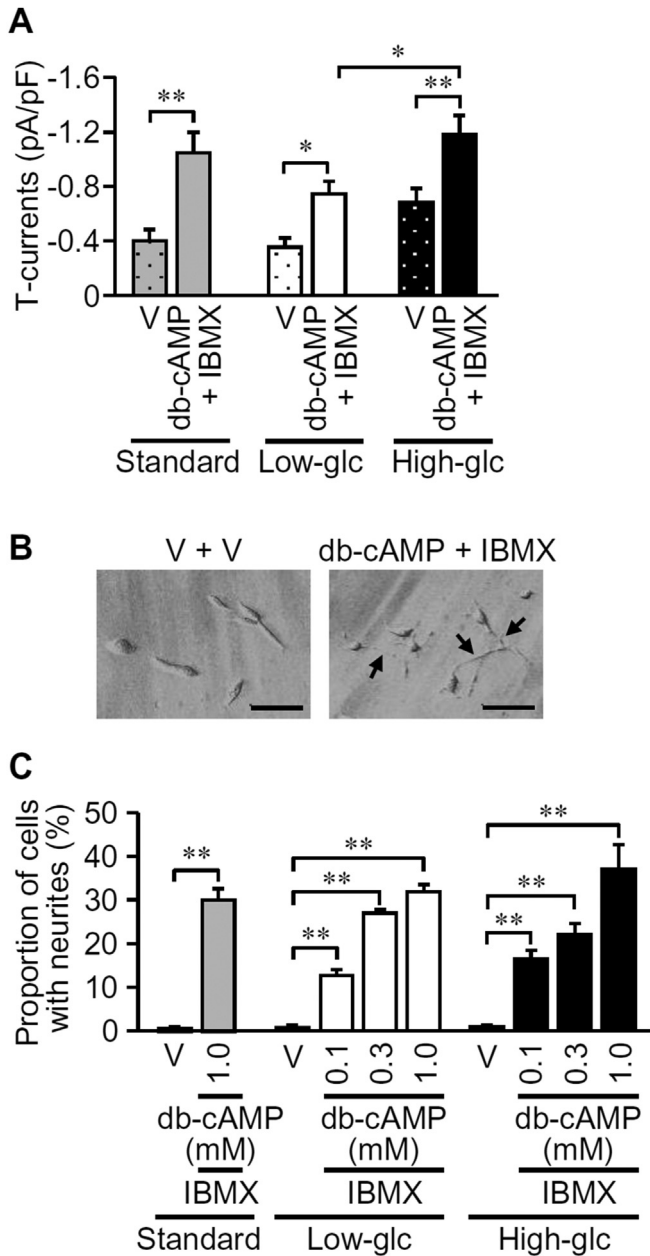 A
T-currents (pA/pF)
-1.6
-1.2
-0.8
-0.4
0
**
*
**
*
V
db-cAMP
+ IBMX
V
db-cAMP
+ IBMX
V
db-cAMP
+ IBMX
Standard
Low-glc
High-glc
B
V + V
db-cAMP + IBMX
C
Proportion of cells
with neurites (%)
50
40
30
20
10
0
**
**
**
**
**
**
**
V
1.0
V
0.1
0.3
1.0
V
0.1
0.3
1.0
db-cAMP
(mM)
db-cAMP
(mM)
db-cAMP
(mM)
IBMX
IBMX
IBMX
Standard
Low-glc
High-glc